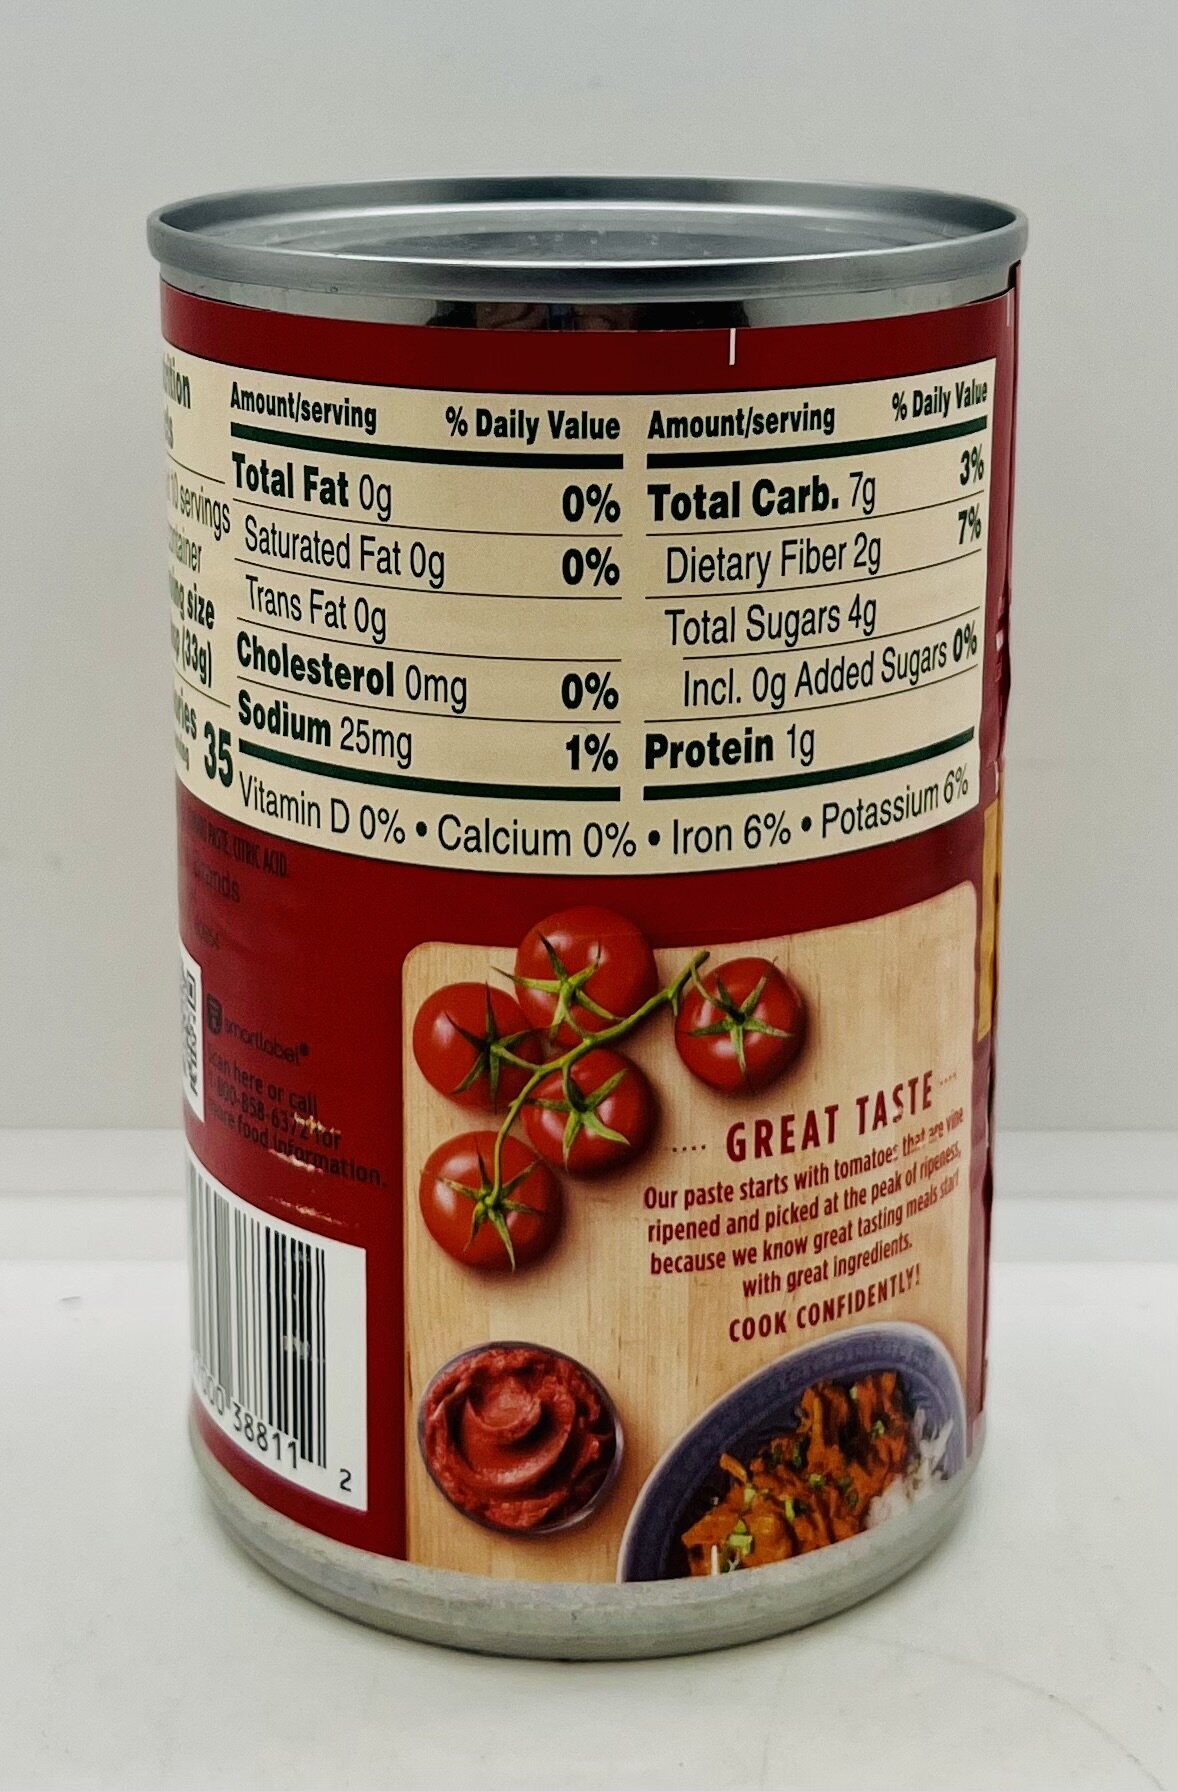 Amount/serving % Daily Value Amount/serving % Daily Value
Total Fat 0g 0% Total Carb. 7g 3%
Saturated Fat 0g 0% Dietary Fiber 2g 7%
Trans Fat 0g Total Sugars 4g
Cholesterol 0mg 0% Incl. 0g Added Sugars 0%
Sodium 25mg 1% Protein 1g
Vitamin D 0% • Calcium 0% • Iron 6% • Potassium 6%
servings
size
(33g)
35
PASTE, CITRIC ACID.
smartlabel®
here or call
1-800-858-6372 for
food information.
38811 2
GREAT TASTE
Our paste starts with tomatoes that are vine
ripened and picked at the peak of ripeness,
because we know great tasting meals start
with great ingredients.
COOK CONFIDENTLY!